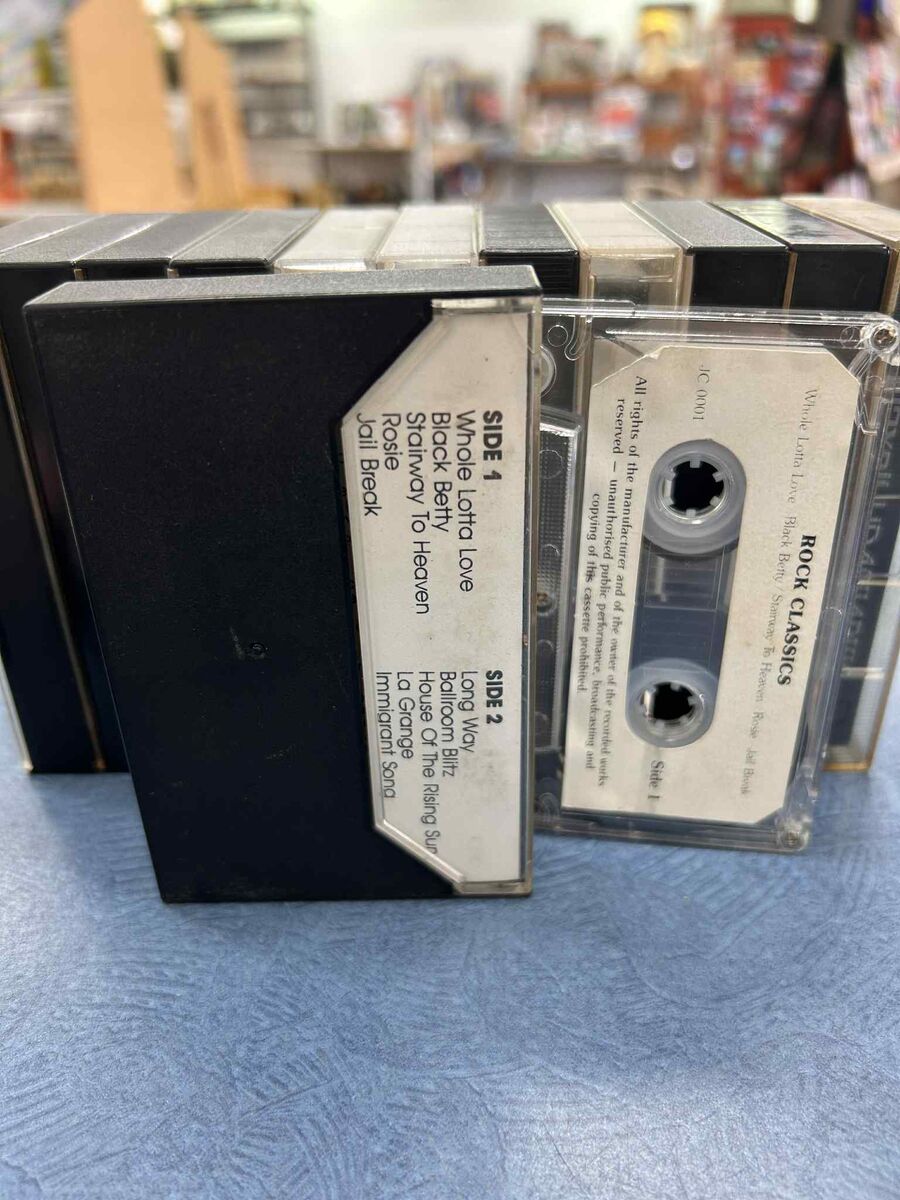 SIDE 1
Whole Lotta Love
Black Betty
Stairway To Heaven
Rosie
Jail Break
SIDE 2
Long Way
Ballroom Blitz
House Of The Rising Sun
La Grange
Immigrant Song
ROCK CLASSICS
Whole Lotta Love Black Betty Stairway To Heaven Rosie Jail Break
JC 0001
Side 1
All rights of the manufacturer and of the owner of the recorded works
reserved — unauthorised public performance, broadcasting and
copying of this cassette prohibited.